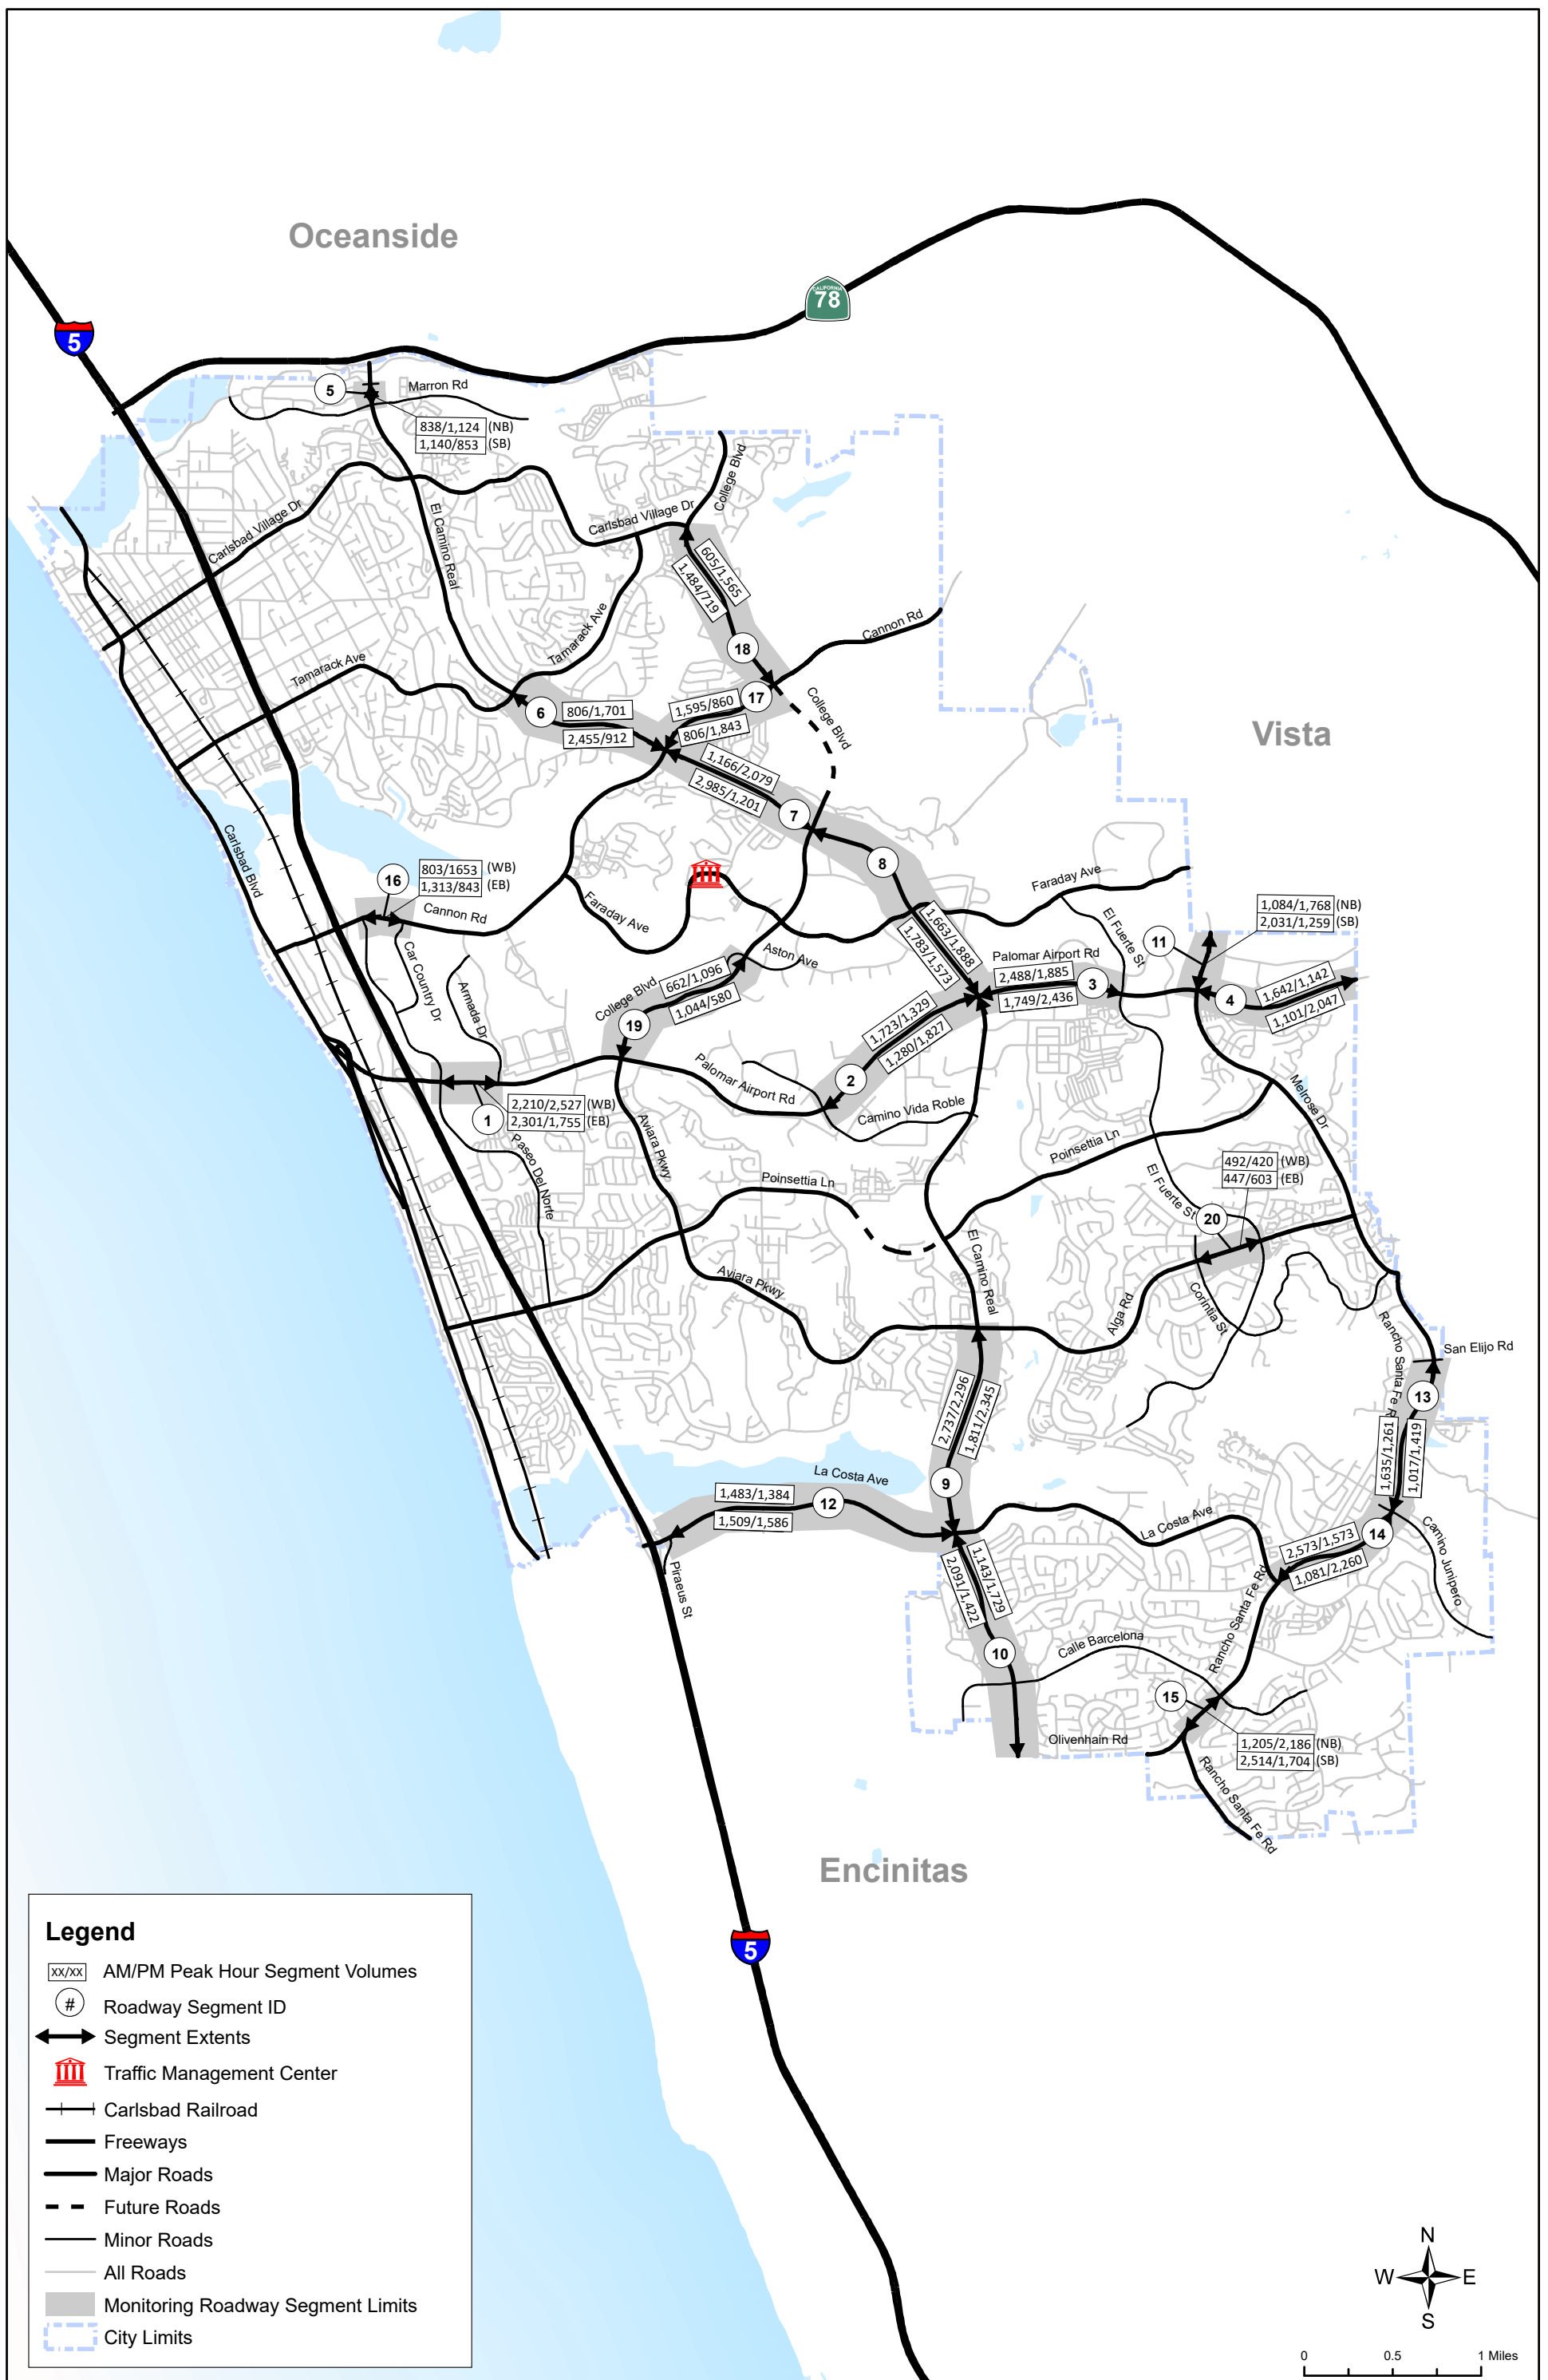 Oceanside
CALIFORNIA
78
5
5
Marron Rd
838/1,124 (NB)
1,140/853 (SB)
College Blvd
Carlsbad Village Dr
Carlsbad Village Dr
El Camino Real
605/1,565
1,484/719
18
Cannon Rd
Tamarack Ave
Tamarack Ave
17
College Blvd
6
806/1,701
2,455/912
1,595/860
806/1,843
Vista
1,166/2,079
2,985/1,201
7
8
Carlsbad Blvd
16
803/1653 (WB)
1,313/843 (EB)
Cannon Rd
Faraday Ave
Faraday Ave
El Fuerte St
1,084/1,768 (NB)
2,031/1,259 (SB)
11
1,663/1,888
1,783/1,573
Car Country Dr
Armada Dr
Aston Ave
Palomar Airport Rd
College Blvd
662/1,096
1,044/580
19
2,488/1,885
1,749/2,436
3
4
1,642/1,142
1,101/2,047
1,723/1,329
1,280/1,827
2
Palomar Airport Rd
Camino Vida Roble
Melrose Dr
1
2,210/2,527 (WB)
2,301/1,755 (EB)
Paseo Del Norte
Aviara Pkwy
Poinsettia Ln
Poinsettia Ln
El Fuerte St
492/420 (WB)
447/603 (EB)
20
El Camino Real
Aviara Pkwy
Alga Rd
Corintia St
Rancho Santa Fe R
San Elijo Rd
13
2,737/2,296
1,811/2,345
1,635/1,261
1,017/1,419
9
La Costa Ave
1,483/1,384
1,509/1,586
12
La Costa Ave
14
2,573/1,573
1,081/2,260
Camino Junipero
Piraeus St
1,143/1,729
2,091/1,422
10
Calle Barcelona
Rancho Santa Fe Rd
15
Olivenhain Rd
1,205/2,186 (NB)
2,514/1,704 (SB)
Rancho Santa Fe Rd
Encinitas
5
Legend
xx/xx AM/PM Peak Hour Segment Volumes
# Roadway Segment ID
Segment Extents
Traffic Management Center
Carlsbad Railroad
Freeways
Major Roads
Future Roads
Minor Roads
All Roads
Monitoring Roadway Segment Limits
City Limits
N
W E
S
0 0.5 1 Miles